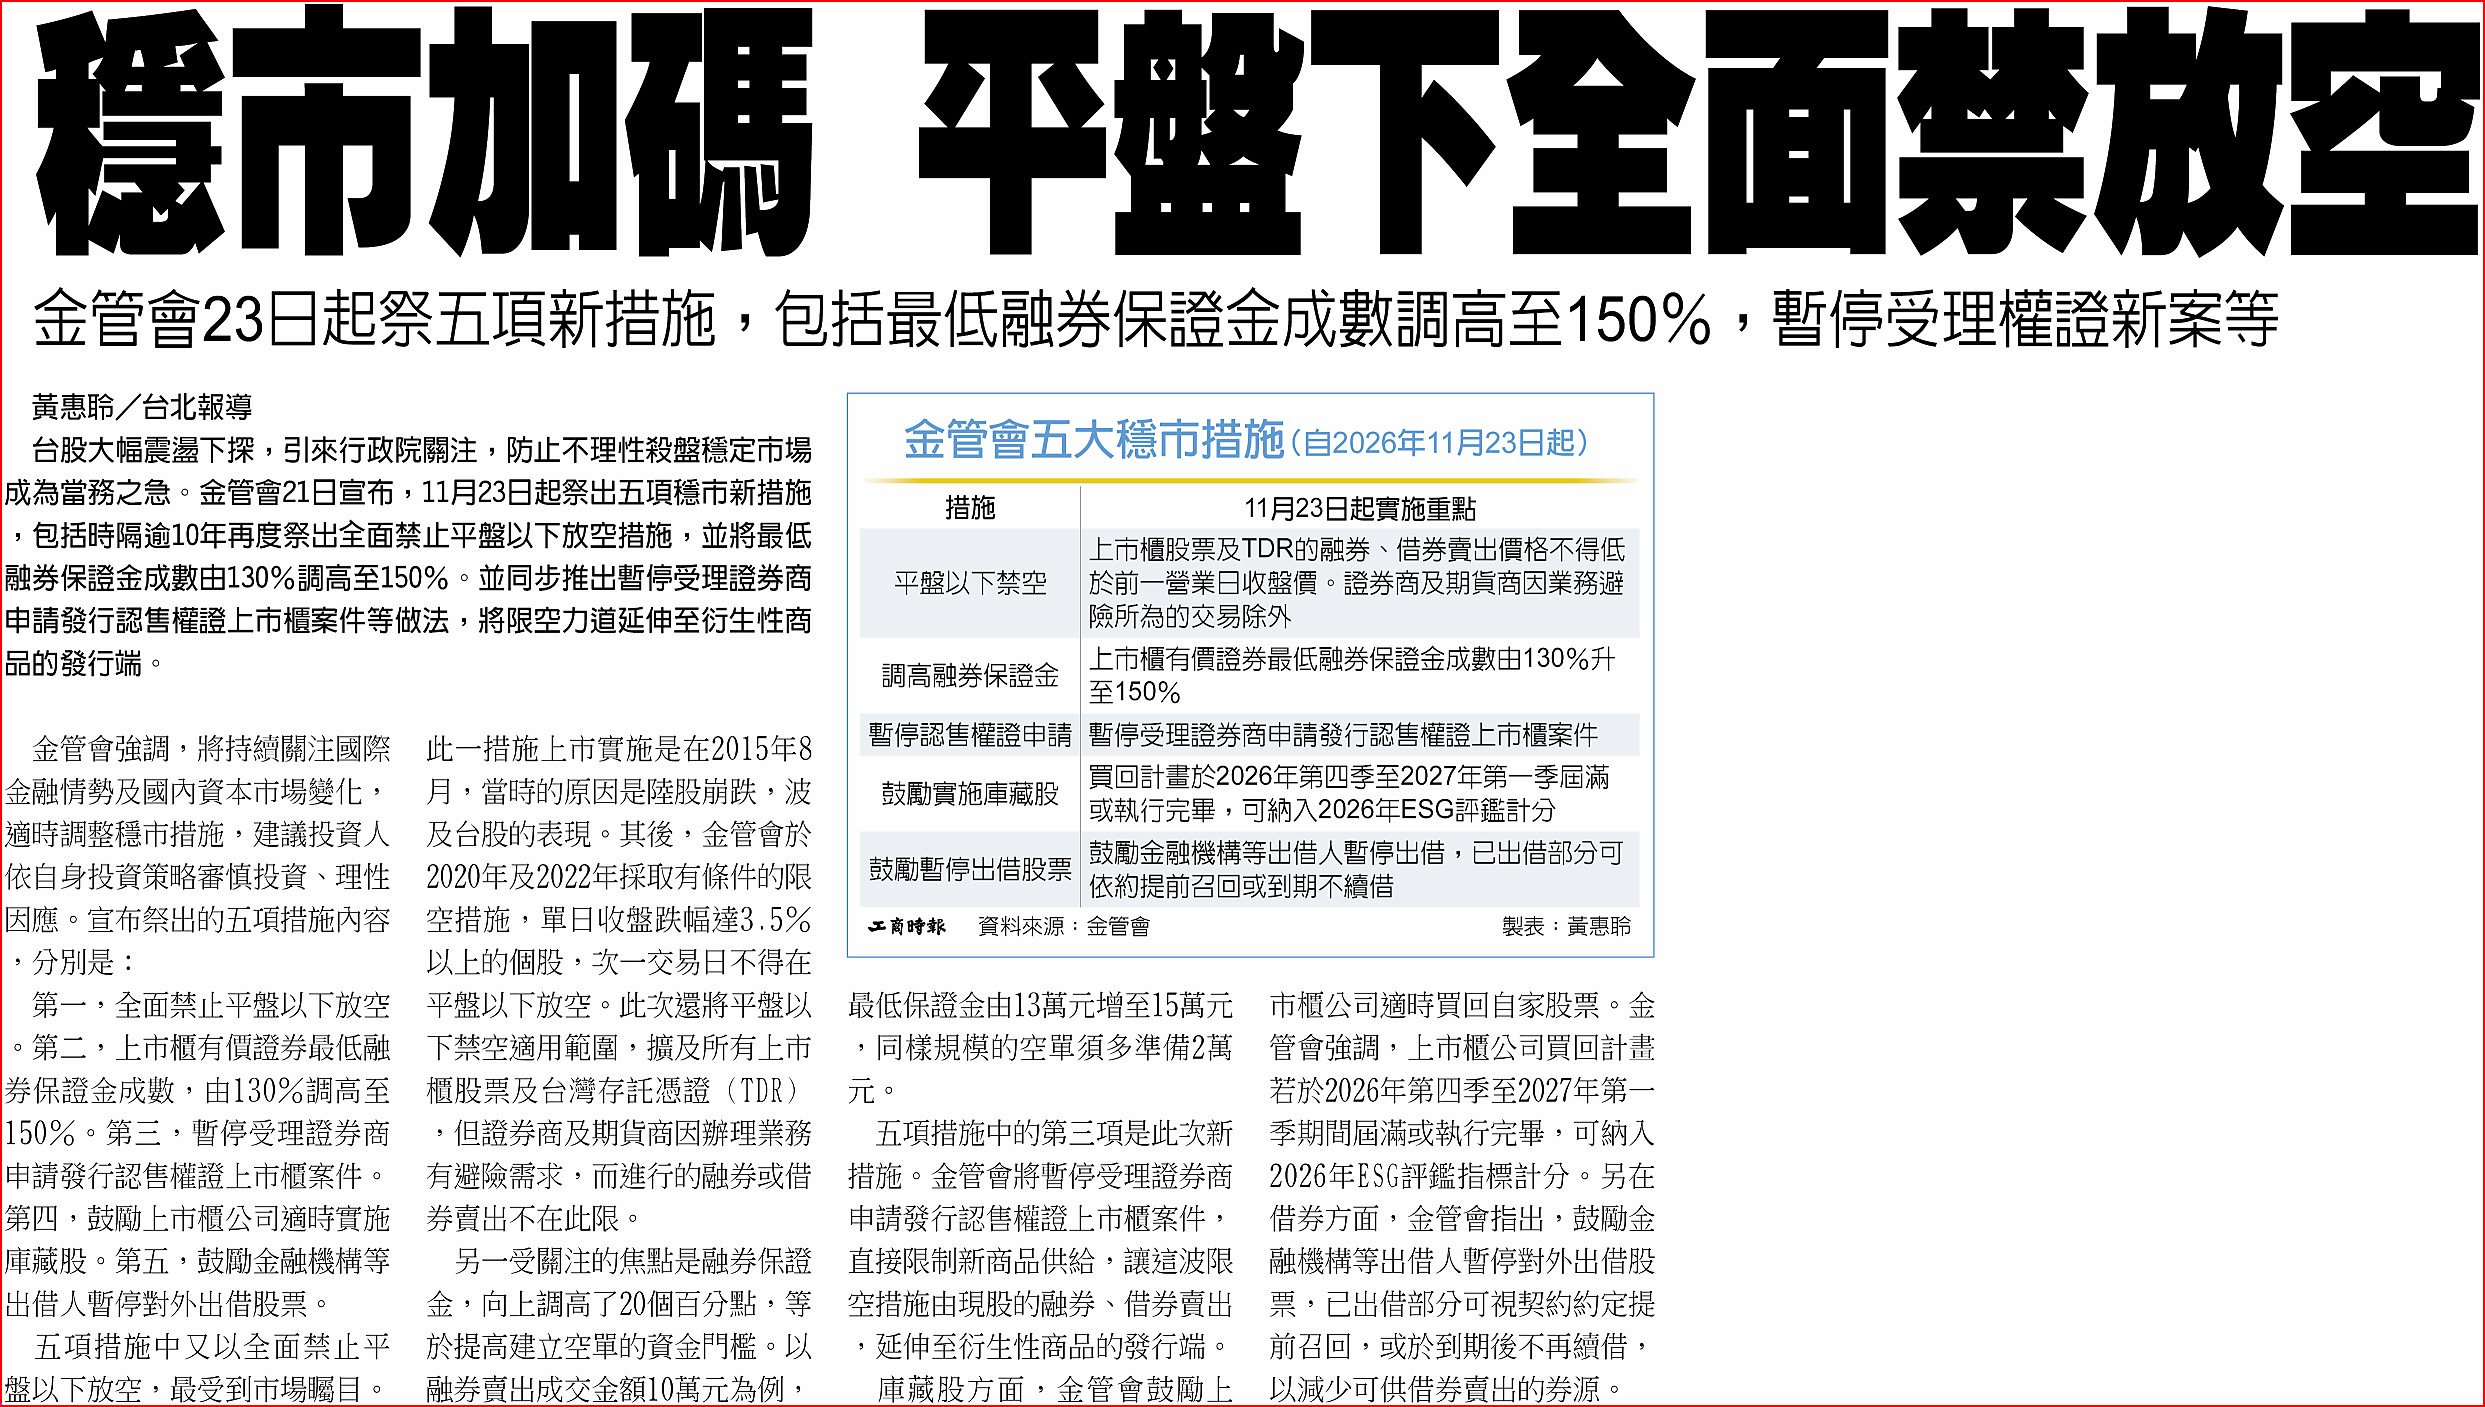 穩市加碼 平盤下全面禁放空
金管會23日起祭五項新措施，包括最低融券保證金成數調高至150%，暫停受理權證新案等
黃惠聆／台北報導
台股大幅震盪下探，引來行政院關注，防止不理性殺盤穩定市場
成為當務之急。金管會21日宣布，11月23日起祭出五項穩市新措施
，包括時隔逾10年再度祭出全面禁止平盤以下放空措施，並將最低
融券保證金成數由130%調高至150%。並同步推出暫停受理證券商
申請發行認售權證上市櫃案件等做法，將限空力道延伸至衍生性商
品的發行端。
金管會強調，將持續關注國際
金融情勢及國內資本市場變化，
適時調整穩市措施，建議投資人
依自身投資策略審慎投資、理性
因應。宣布祭出的五項措施內容
，分別是：
第一，全面禁止平盤以下放空
。第二，上市櫃有價證券最低融
券保證金成數，由130%調高至
150%。第三，暫停受理證券商
申請發行認售權證上市櫃案件。
第四，鼓勵上市櫃公司適時實施
庫藏股。第五，鼓勵金融機構等
出借人暫停對外出借股票。
五項措施中又以全面禁止平
盤以下放空，最受到市場矚目。
此一措施上市實施是在2015年8
月，當時的原因是陸股崩跌，波
及台股的表現。其後，金管會於
2020年及2022年採取有條件的限
空措施，單日收盤跌幅達3.5%
以上的個股，次一交易日不得在
平盤以下放空。此次還將平盤以
下禁空適用範圍，擴及所有上市
櫃股票及台灣存託憑證（TDR）
，但證券商及期貨商因辦理業務
有避險需求，而進行的融券或借
券賣出不在此限。
另一受關注的焦點是融券保證
金，向上調高了20個百分點，等
於提高建立空單的資金門檻。以
融券賣出成交金額10萬元為例，
金管會五大穩市措施（自2026年11月23日起）
措施 11月23日起實施重點
平盤以下禁空
上市櫃股票及TDR的融券、借券賣出價格不得低
於前一營業日收盤價。證券商及期貨商因業務避
險所為的交易除外
調高融券保證金
上市櫃有價證券最低融券保證金成數由130%升
至150%
暫停認售權證申請 暫停受理證券商申請發行認售權證上市櫃案件
鼓勵實施庫藏股
買回計畫於2026年第四季至2027年第一季屆滿
或執行完畢，可納入2026年ESG評鑑計分
鼓勵暫停出借股票
鼓勵金融機構等出借人暫停出借，已出借部分可
依約提前召回或到期不續借
工商時報 資料來源：金管會 製表：黃惠聆
最低保證金由13萬元增至15萬元
，同樣規模的空單須多準備2萬
元。
五項措施中的第三項是此次新
措施。金管會將暫停受理證券商
申請發行認售權證上市櫃案件，
直接限制新商品供給，讓這波限
空措施由現股的融券、借券賣出
，延伸至衍生性商品的發行端。
庫藏股方面，金管會鼓勵上
市櫃公司適時買回自家股票。金
管會強調，上市櫃公司買回計畫
若於2026年第四季至2027年第一
季期間屆滿或執行完畢，可納入
2026年ESG評鑑指標計分。另在
借券方面，金管會指出，鼓勵金
融機構等出借人暫停對外出借股
票，已出借部分可視契約約定提
前召回，或於到期後不再續借，
以減少可供借券賣出的券源。